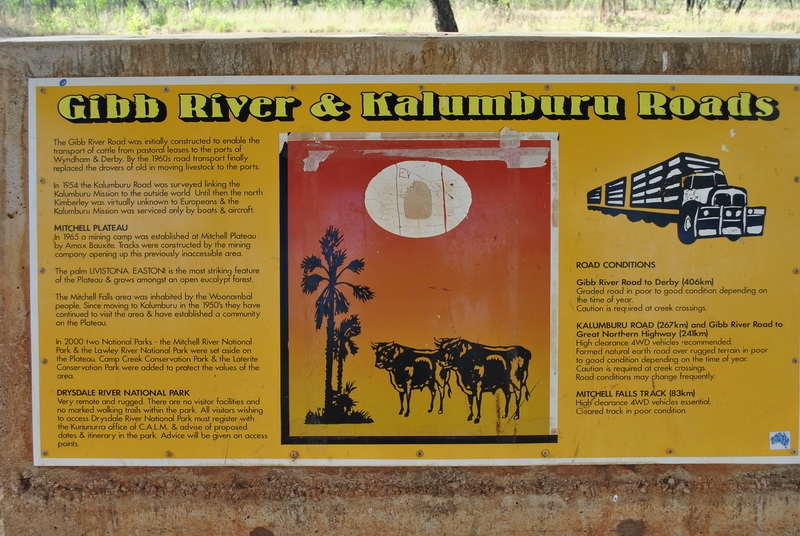 Gibb River & Kalumburu Roads
The Gibb River Road was initially constructed to enable the
transport of cattle from pastoral leases to the ports of
Wyndham & Derby. By the 1960s road transport finally
replaced the drovers of old in moving livestock to the ports.
In 1954 the Kalumburu Road was surveyed linking the
Kalumburu Mission to the outside world. Until then the north
Kimberley was virtually unknown to Europeans & the
Kalumburu Mission was serviced only by boats & aircraft.
MITCHELL PLATEAU
In 1965 a mining camp was established at Mitchell Plateau
by Amax Bauxite. Tracks were constructed by the mining
company opening up this previously inaccessible area.
The palm LIVISTONA EASTONI is the most striking feature
of the Plateau & grows amongst an open eucalypt forest.
The Mitchell Falls area was inhabited by the Woonambal
people. Since moving to Kalumburu in the 1950's they have
continued to visit the area & have established a community
on the Plateau.
In 2000 two National Parks - the Mitchell River National
Park & the Lawley River National Park were set aside on
the Plateau. Camp Creek Conservation Park & the Laterite
Conservation Park were added to protect the values of the
area.
DRYSDALE RIVER NATIONAL PARK
Very remote and rugged. There are no visitor facilities and
no marked walking trails within the park. All visitors wishing
to access Drysdale River National Park must register with
the Kununurra office of C.A.L.M. & advise of proposed
dates & itinerary in the park. Advice will be given on access
points.
ROAD CONDITIONS
Gibb River Road to Derby (406km)
Graded road in poor to good condition depending on
the time of year.
Caution is required at creek crossings.
KALUMBURU ROAD (267km) and Gibb River Road to
Great Northern Highway (241km)
High clearance 4WD vehicles recommended.
Formed natural earth road over rugged terrain in poor
to good condition depending on the time of year.
Caution is required at creek crossings.
Road conditions may change frequently.
MITCHELL FALLS TRACK (83km)
High clearance 4WD vehicles essential.
Cleared track in poor condition.